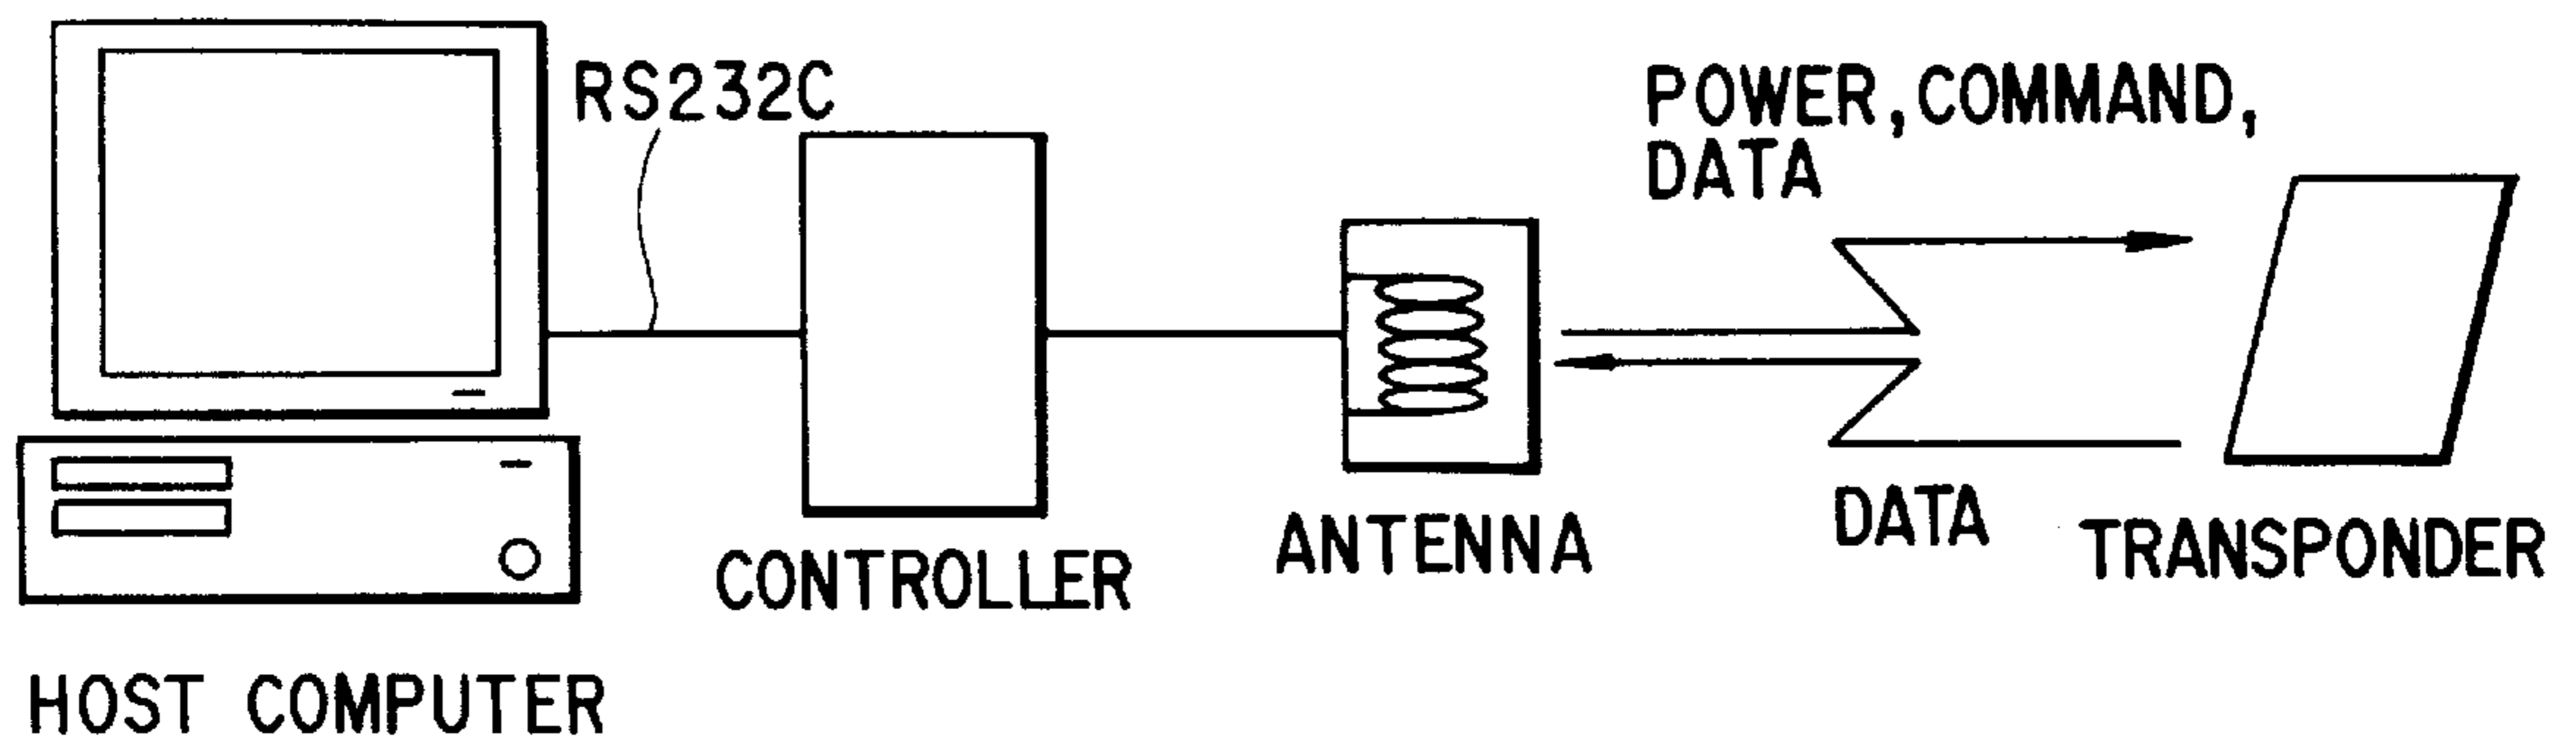 RS232C
POWER, COMMAND,
DATA
CONTROLLER
ANTENNA
DATA
TRANSPONDER
HOST COMPUTER